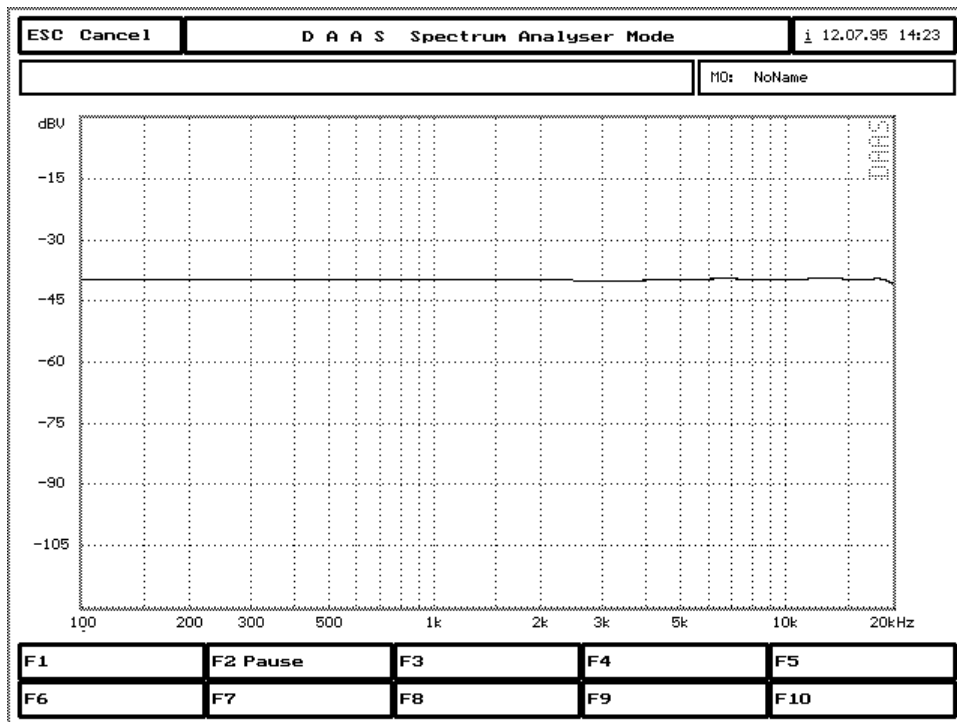 ESC Cancel
D A A S Spectrum Analyser Mode
i 12.07.95 14:23
MO: NoName
dBV
DAAS
-15
-30
-45
-60
-75
-90
-105
100 200 300 500 1k 2k 3k 5k 10k 20kHz
F1 F2 Pause F3 F4 F5
F6 F7 F8 F9 F10